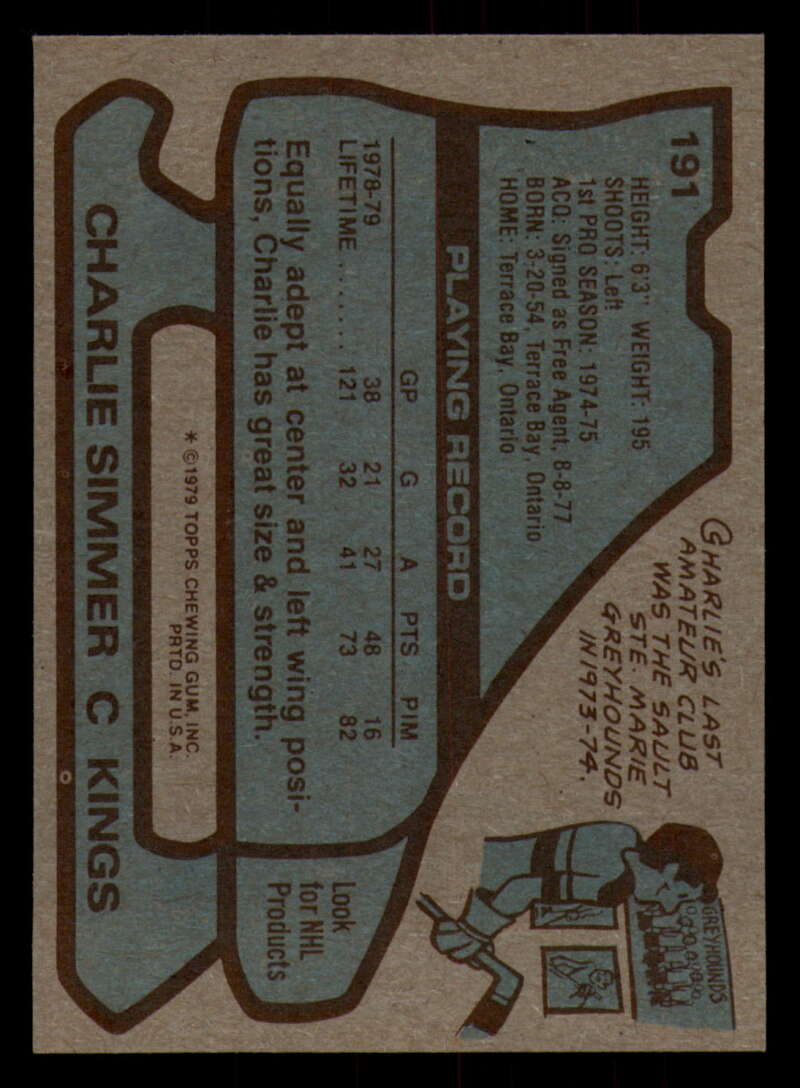 191
HEIGHT: 6'3" WEIGHT: 195
SHOOTS: Left
1st PRO SEASON: 1974-75
ACQ: Signed as Free Agent, 8-8-77
BORN: 3-20-54, Terrace Bay, Ontario
HOME: Terrace Bay, Ontario
CHARLIE'S LAST
AMATEUR CLUB
WAS THE SAULT
STE. MARIE
GREYHOUNDS
IN 1973-74.
GREYHOUNDS
PLAYING RECORD
GP G A PTS PIM
1978-79 38 21 27 48 16
LIFETIME ........ 121 32 41 73 82
Equally adept at center and left wing posi-
tions, Charlie has great size & strength.
Look
for NHL
Products
* ©1979 TOPPS CHEWING GUM, INC.
PRTD. IN U.S.A.
CHARLIE SIMMER C KINGS